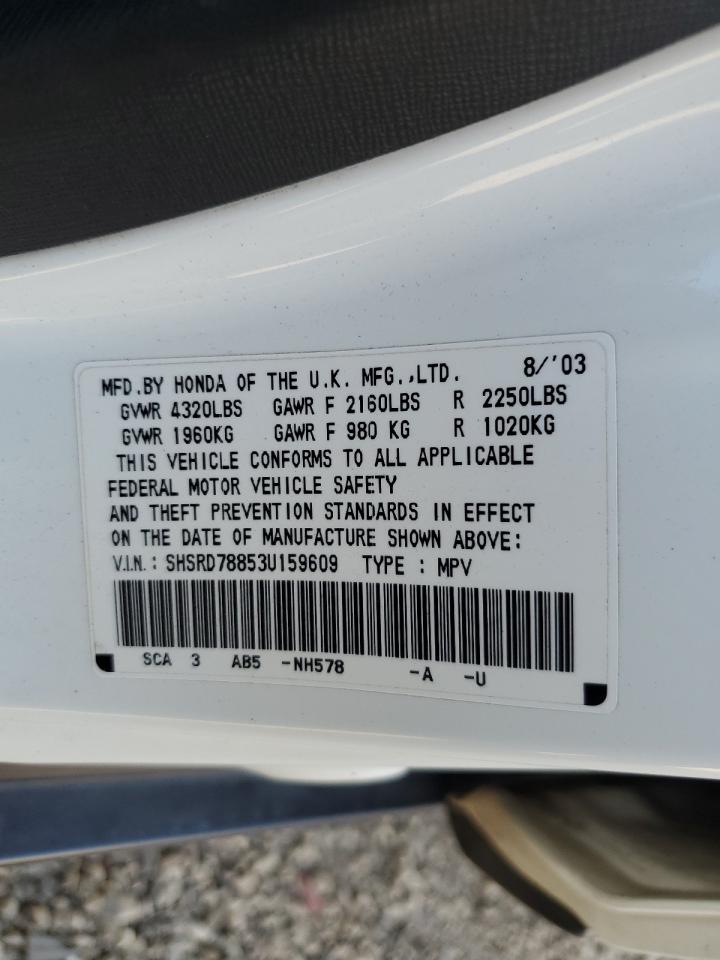 MFD.BY HONDA OF THE U.K. MFG.,LTD. 8/'03
GVWR 4320LBS GAWR F 2160LBS R 2250LBS
GVWR 1960KG GAWR F 980 KG R 1020KG
THIS VEHICLE CONFORMS TO ALL APPLICABLE
FEDERAL MOTOR VEHICLE SAFETY
AND THEFT PREVENTION STANDARDS IN EFFECT
ON THE DATE OF MANUFACTURE SHOWN ABOVE:
V.I.N.: SHSRD78853U159609 TYPE : MPV
SCA 3 AB5 -NH578 -A -U